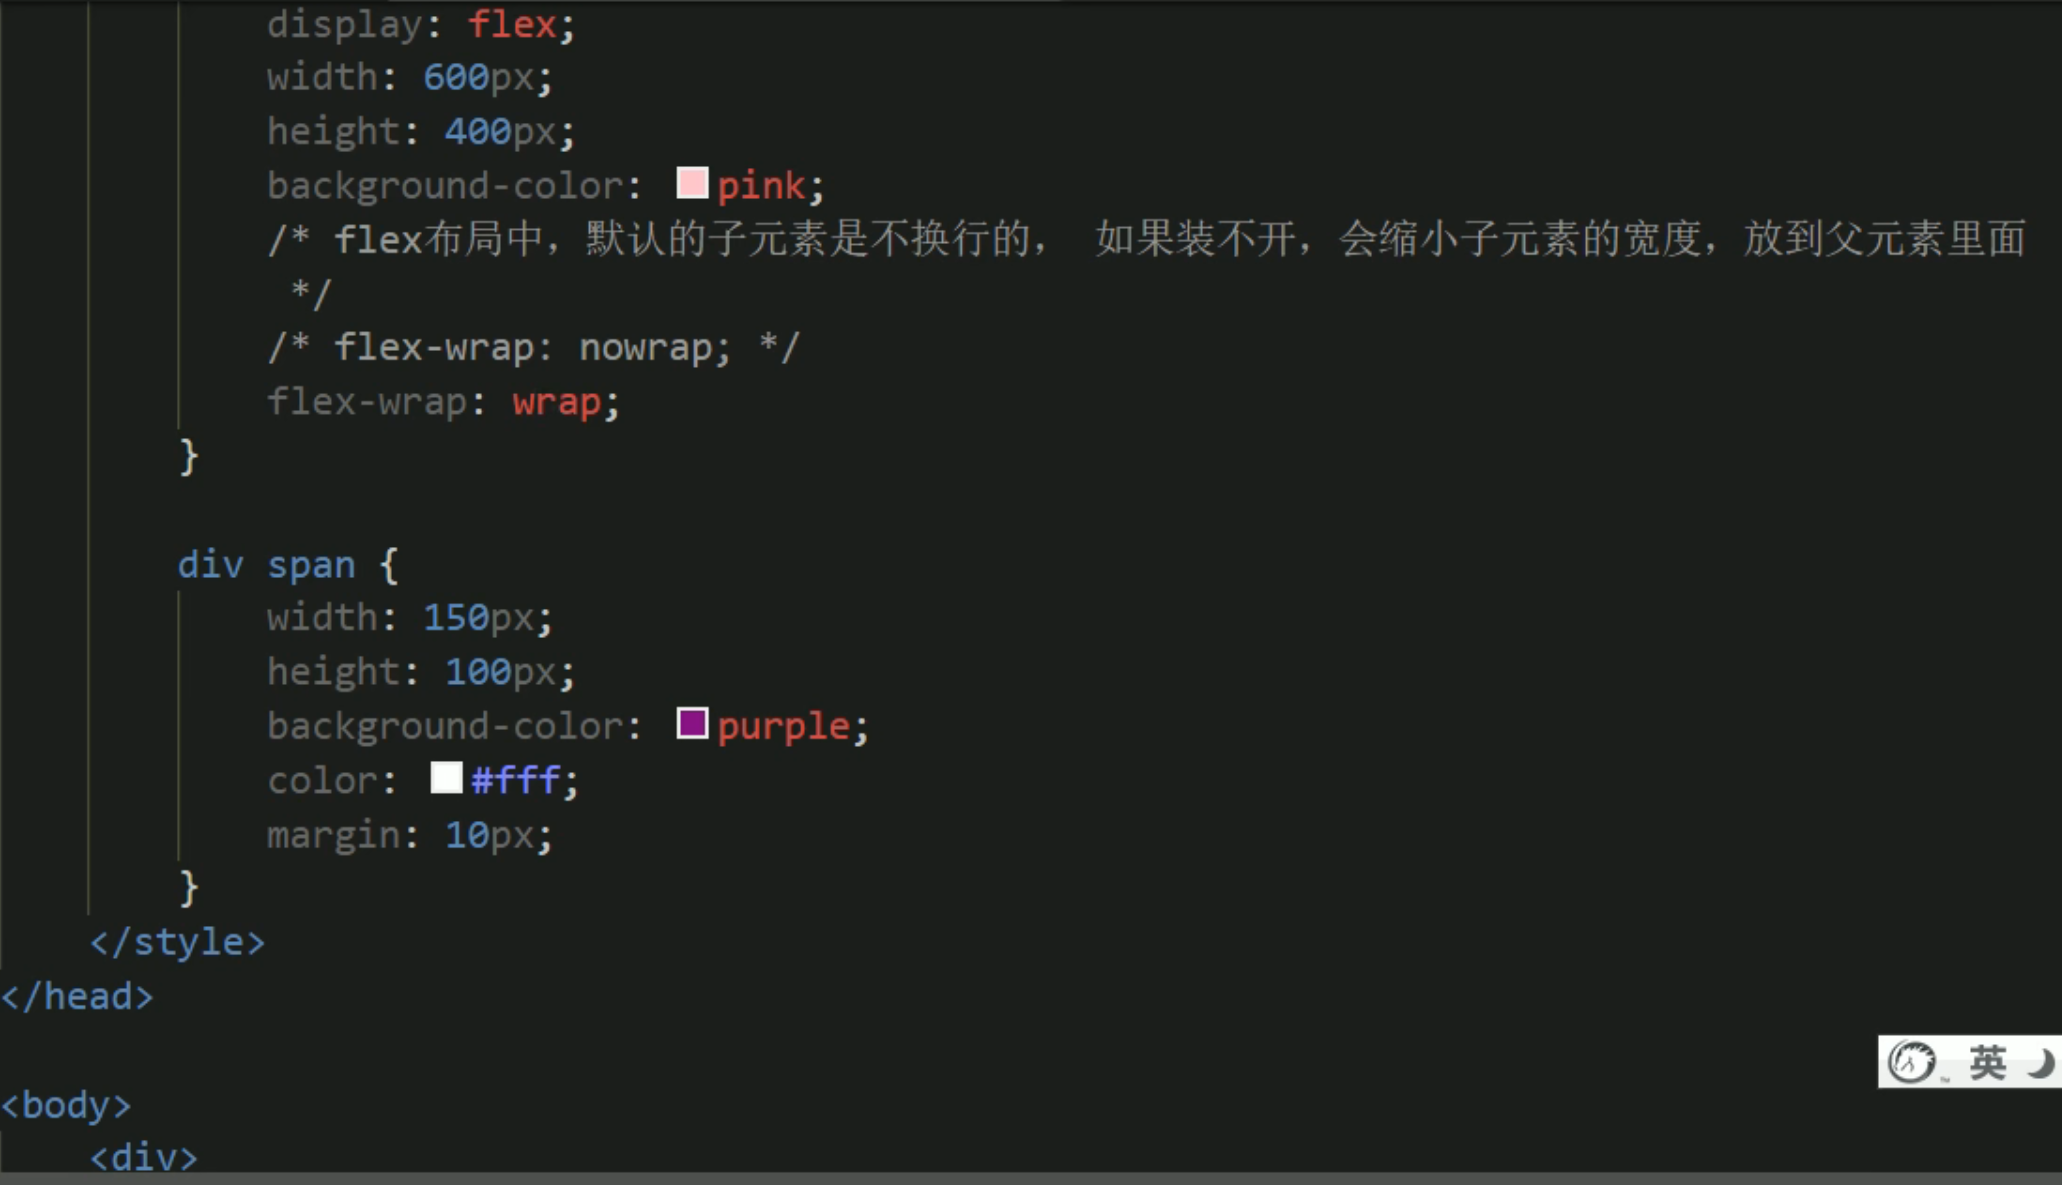 display: flex;
width: 600px;
height: 400px;
background-color: pink;
/* flex布局中，默认的子元素是不换行的， 如果装不开，会缩小子元素的宽度，放到父元素里面
*/
/* flex-wrap: nowrap; */
flex-wrap: wrap;
}
div span {
width: 150px;
height: 100px;
background-color: purple;
color: #fff;
margin: 10px;
}
</style>
</head>
<body>
<div>
英